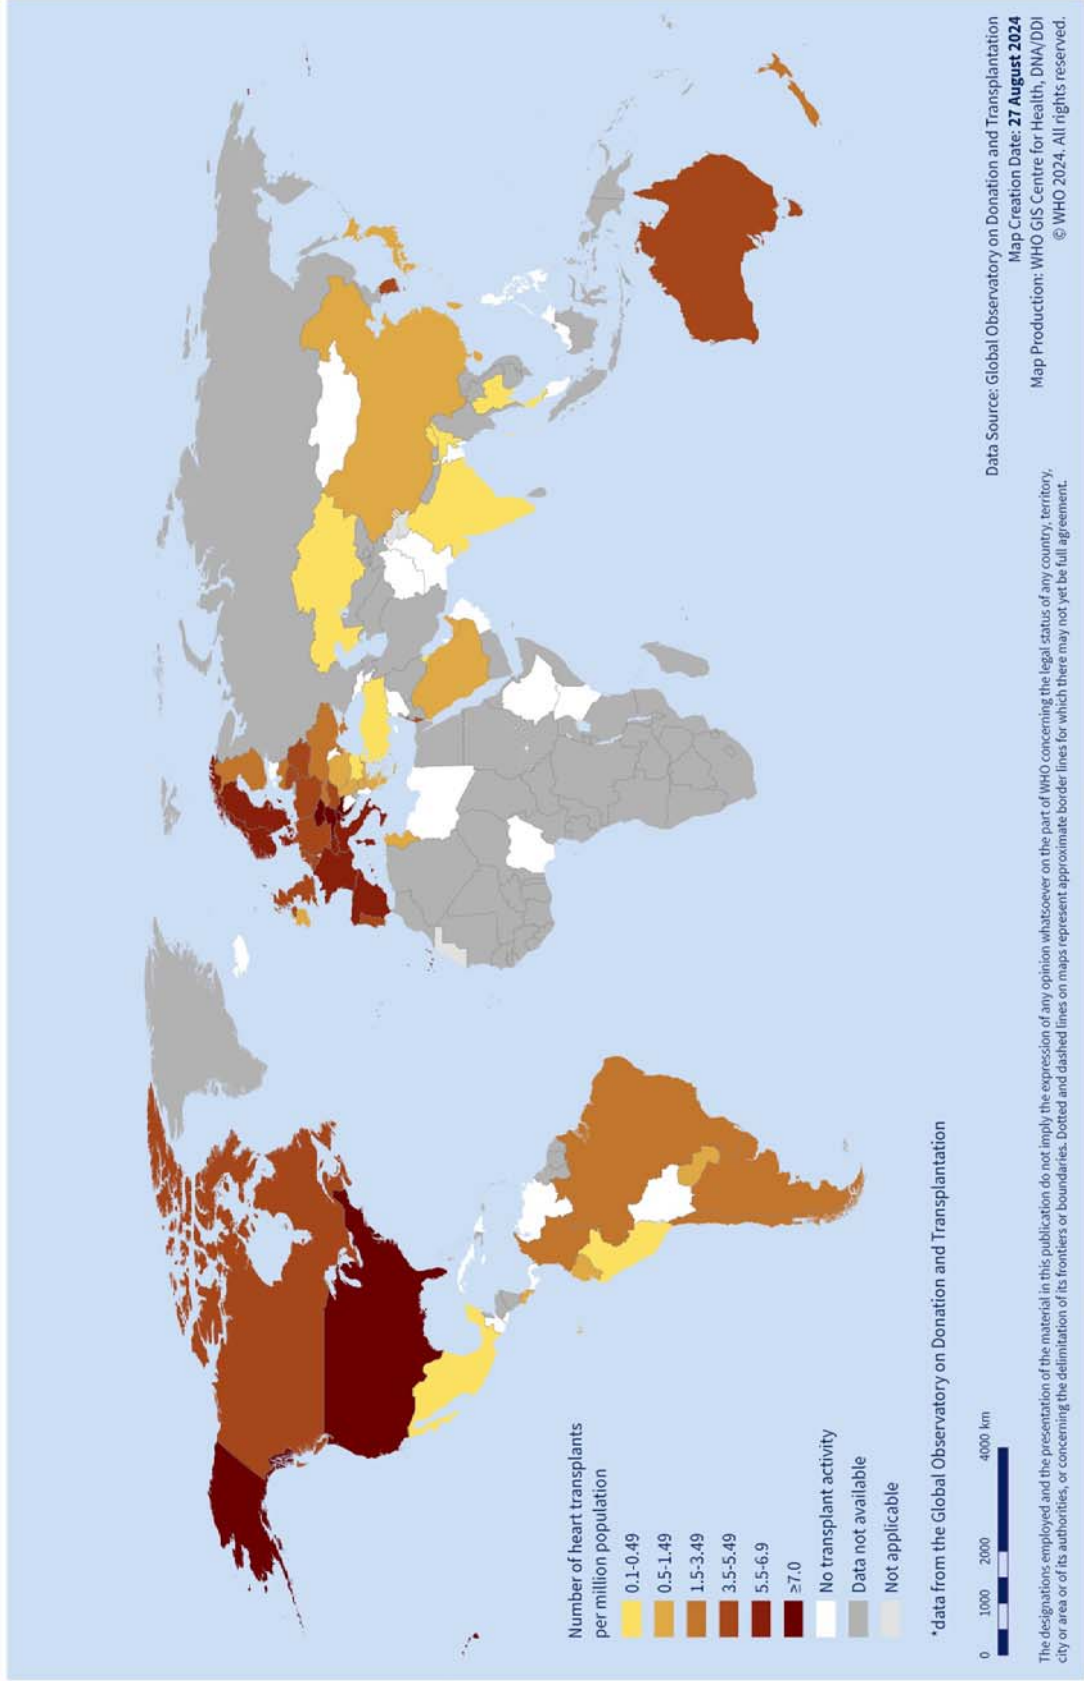 Number of heart transplants
per million population
0.1-0.49
0.5-1.49
1.5-3.49
3.5-5.49
5.5-6.9
≥7.0
No transplant activity
Data not available
Not applicable
*data from the Global Observatory on Donation and Transplantation
0 1000 2000 4000 km
Data Source: Global Observatory on Donation and Transplantation
Map Creation Date: 27 August 2024
Map Production: WHO GIS Centre for Health, DNA/DDI
© WHO 2024. All rights reserved.
The designations employed and the presentation of the material in this publication do not imply the expression of any opinion whatsoever on the part of WHO concerning the legal status of any country, territory,
city or area or of its authorities, or concerning the delimitation of its frontiers or boundaries. Dotted and dashed lines on maps represent approximate border lines for which there may not yet be full agreement.